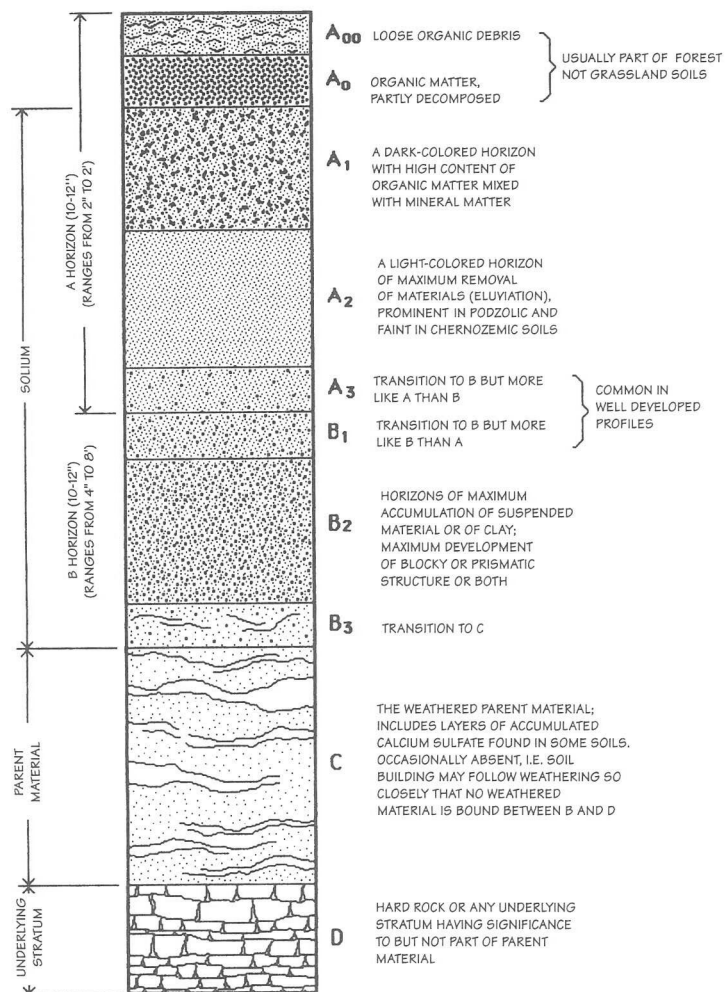 A00 LOOSE ORGANIC DEBRIS
A0 ORGANIC MATTER,
PARTLY DECOMPOSED
USUALLY PART OF FOREST
NOT GRASSLAND SOILS
A1 A DARK-COLORED HORIZON
WITH HIGH CONTENT OF
ORGANIC MATTER MIXED
WITH MINERAL MATTER
A2 A LIGHT-COLORED HORIZON
OF MAXIMUM REMOVAL
OF MATERIALS (ELUVIATION),
PROMINENT IN PODZOLIC AND
FAINT IN CHERNOZEMIC SOILS
A3 TRANSITION TO B BUT MORE
LIKE A THAN B
B1 TRANSITION TO B BUT MORE
LIKE B THAN A
COMMON IN
WELL DEVELOPED
PROFILES
B2 HORIZONS OF MAXIMUM
ACCUMULATION OF SUSPENDED
MATERIAL OR OF CLAY;
MAXIMUM DEVELOPMENT
OF BLOCKY OR PRISMATIC
STRUCTURE OR BOTH
B3 TRANSITION TO C
C THE WEATHERED PARENT MATERIAL;
INCLUDES LAYERS OF ACCUMULATED
CALCIUM SULFATE FOUND IN SOME SOILS.
OCCASIONALLY ABSENT, I.E. SOIL
BUILDING MAY FOLLOW WEATHERING SO
CLOSELY THAT NO WEATHERED
MATERIAL IS BOUND BETWEEN B AND D
D HARD ROCK OR ANY UNDERLYING
STRATUM HAVING SIGNIFICANCE
TO BUT NOT PART OF PARENT
MATERIAL
A HORIZON (10-12")
(RANGES FROM 2" TO 2')
SOLIUM
B HORIZON (10-12")
(RANGES FROM 4" TO 8')
PARENT
MATERIAL
UNDERLYING
STRATUM